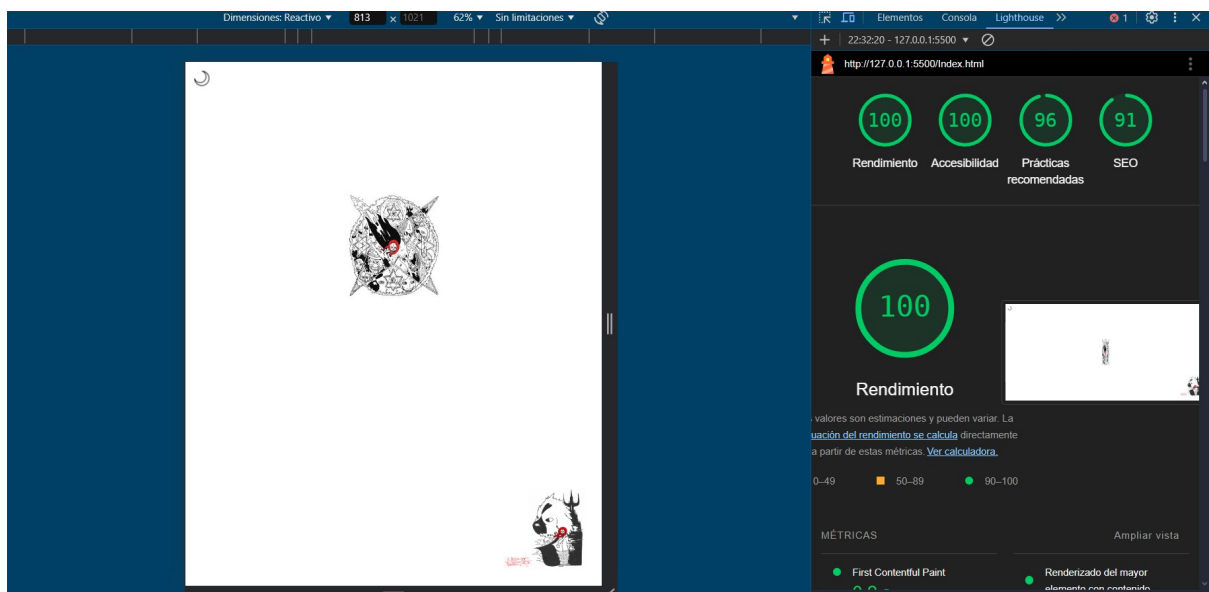 Dimensiones: Reactivo ▼ 813 x 1021 62% ▼ Sin limitaciones ▼
Elementos Consola Lighthouse 1
22:32:20 - 127.0.0.1:5500 ▼
http://127.0.0.1:5500/Index.html
100 100 96 91
Rendimiento Accesibilidad Prácticas recomendadas SEO
100
Rendimiento
valores son estimaciones y pueden variar. La
uación del rendimiento se calcula directamente
a partir de estas métricas. Ver calculadora.
0–49 50–89 90–100
MÉTRICAS Ampliar vista
First Contentful Paint
Renderizado del mayor
elemento con contenido